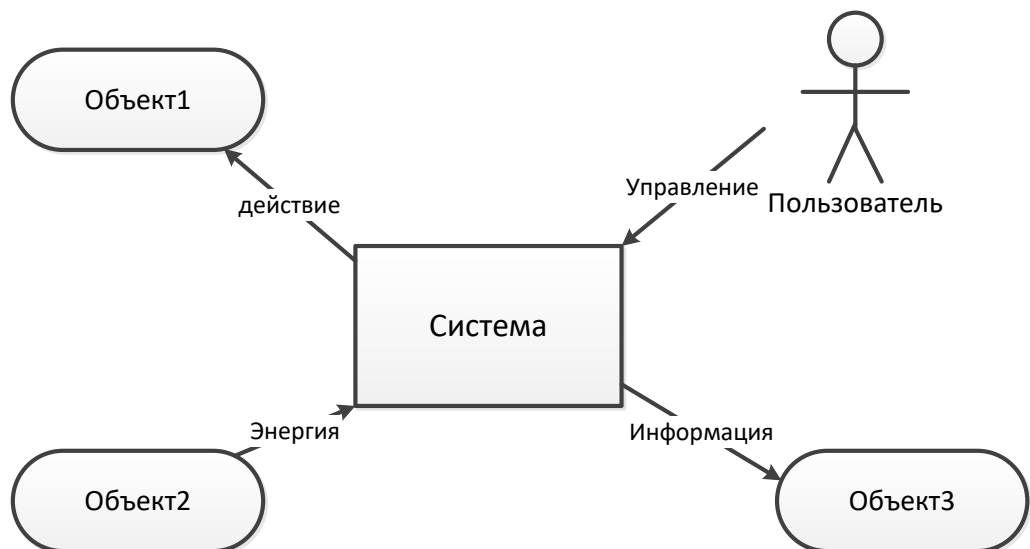 Объект1
действие
Управление
Пользователь
Система
Энергия
Информация
Объект2
Объект3